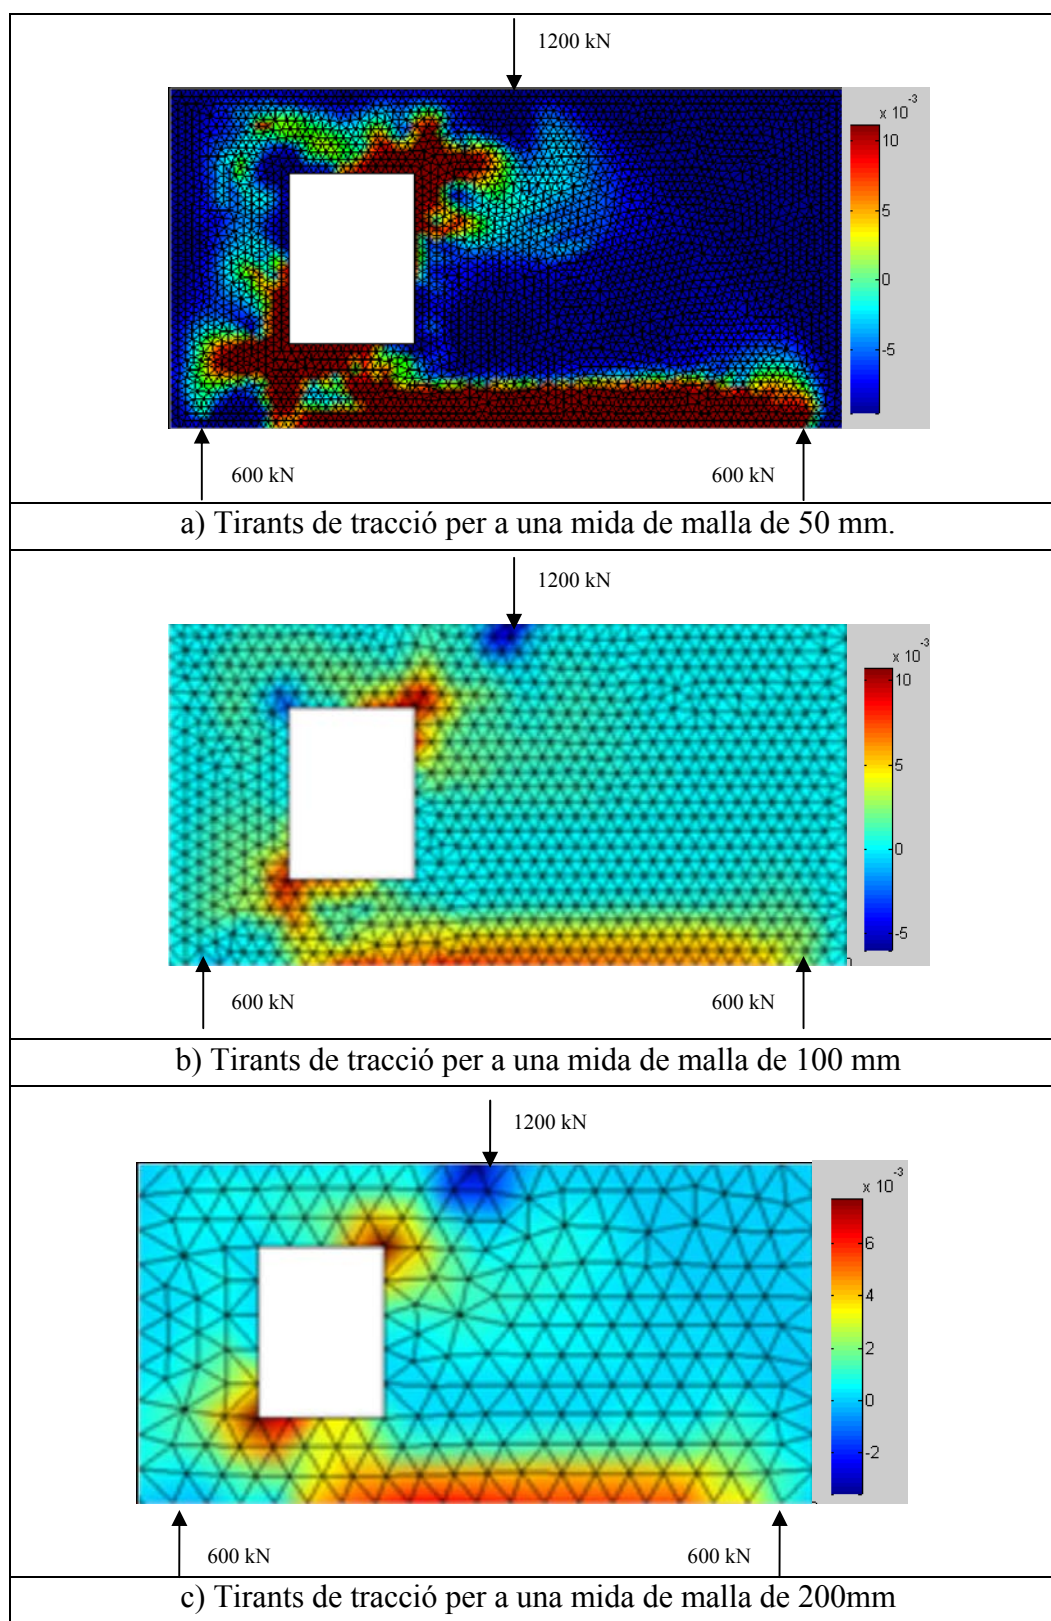 1200 kN
x 10-3
10
5
0
-5
600 kN
600 kN
a) Tirants de tracció per a una mida de malla de 50 mm.
1200 kN
x 10-3
10
5
0
-5
600 kN
600 kN
b) Tirants de tracció per a una mida de malla de 100 mm
1200 kN
x 10-3
6
4
2
0
-2
600 kN
600 kN
c) Tirants de tracció per a una mida de malla de 200mm